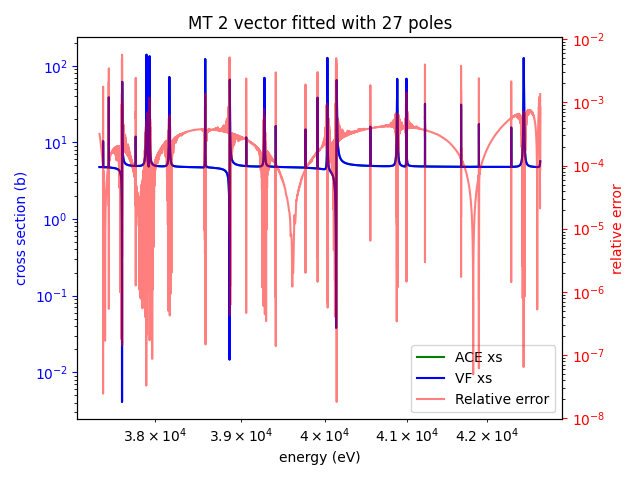 MT 2 vector fitted with 27 poles
10²
10¹
10⁰
10⁻¹
10⁻²
cross section (b)
10⁻²
10⁻³
10⁻⁴
10⁻⁵
10⁻⁶
10⁻⁷
10⁻⁸
relative error
ACE xs
VF xs
Relative error
3.8 × 10⁴ 3.9 × 10⁴ 4 × 10⁴ 4.1 × 10⁴ 4.2 × 10⁴
energy (eV)